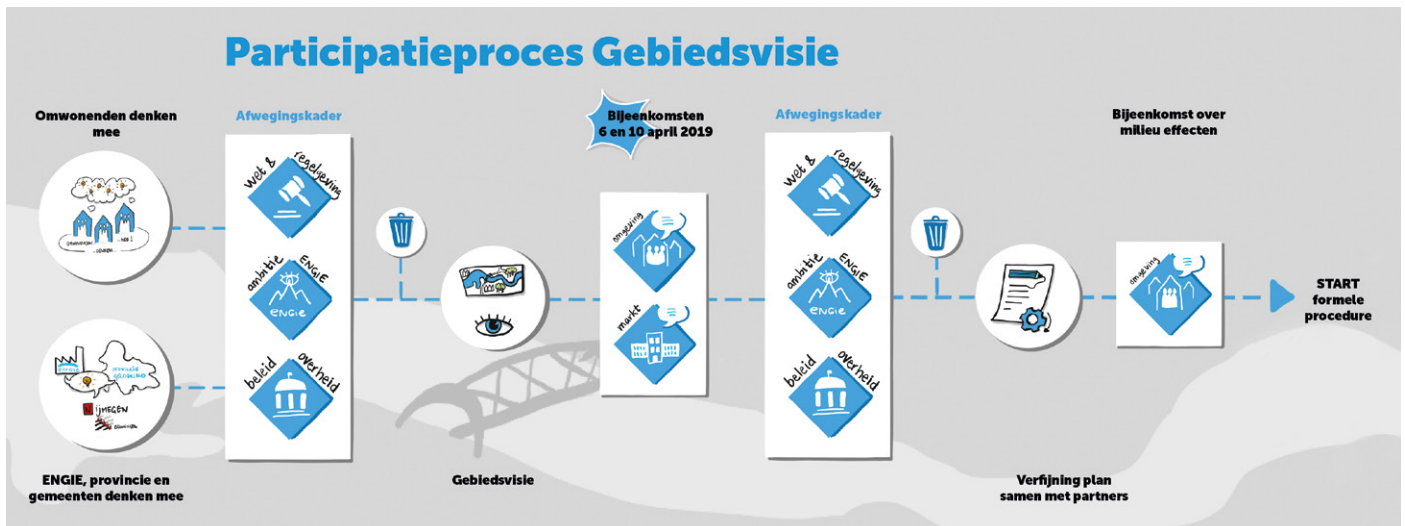 Participatieproces Gebiedsvisie
Omwonenden denken
mee
Afwegingskader
Bijeenkomsten
6 en 10 april 2019
Afwegingskader
Bijeenkomst over
milieu effecten
wet & regelgeving
ambitie ENGIE
engie
beleid overheid
omgeving
markt
wet & regelgeving
ambitie ENGIE
engie
beleid overheid
omgeving
START
formele
procedure
provincie
NIJMEGEN
ENGIE, provincie en
gemeenten denken mee
Gebiedsvisie
Verfijning plan
samen met partners